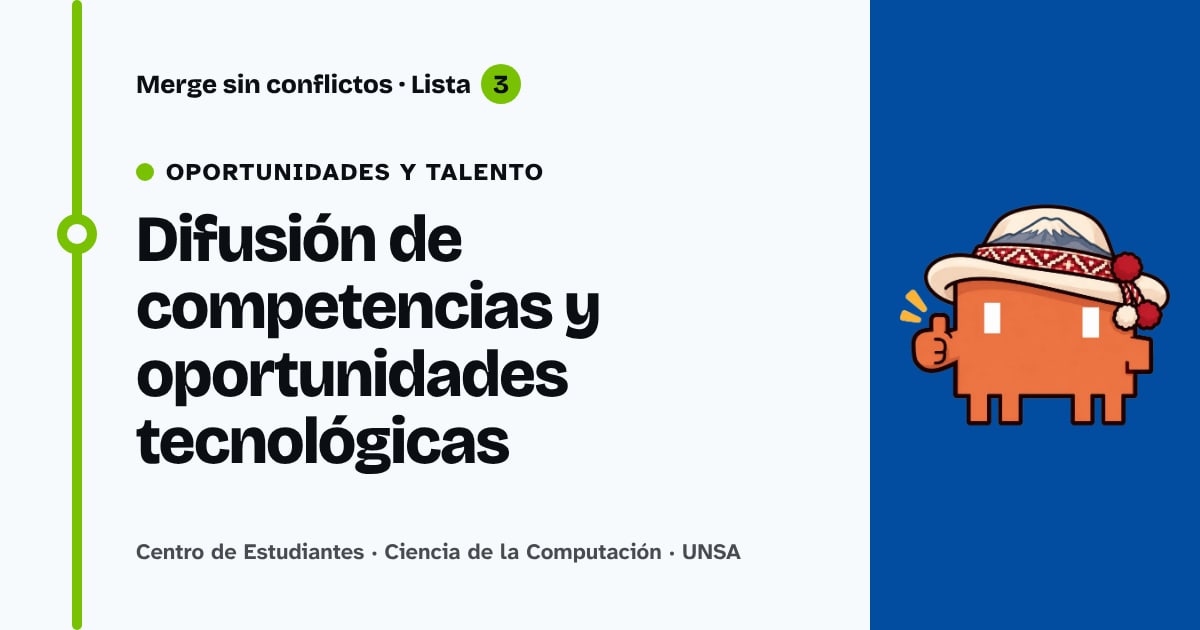 Merge sin conflictos · Lista 3
OPORTUNIDADES Y TALENTO
Difusión de
competencias y
oportunidades
tecnológicas
Centro de Estudiantes · Ciencia de la Computación · UNSA